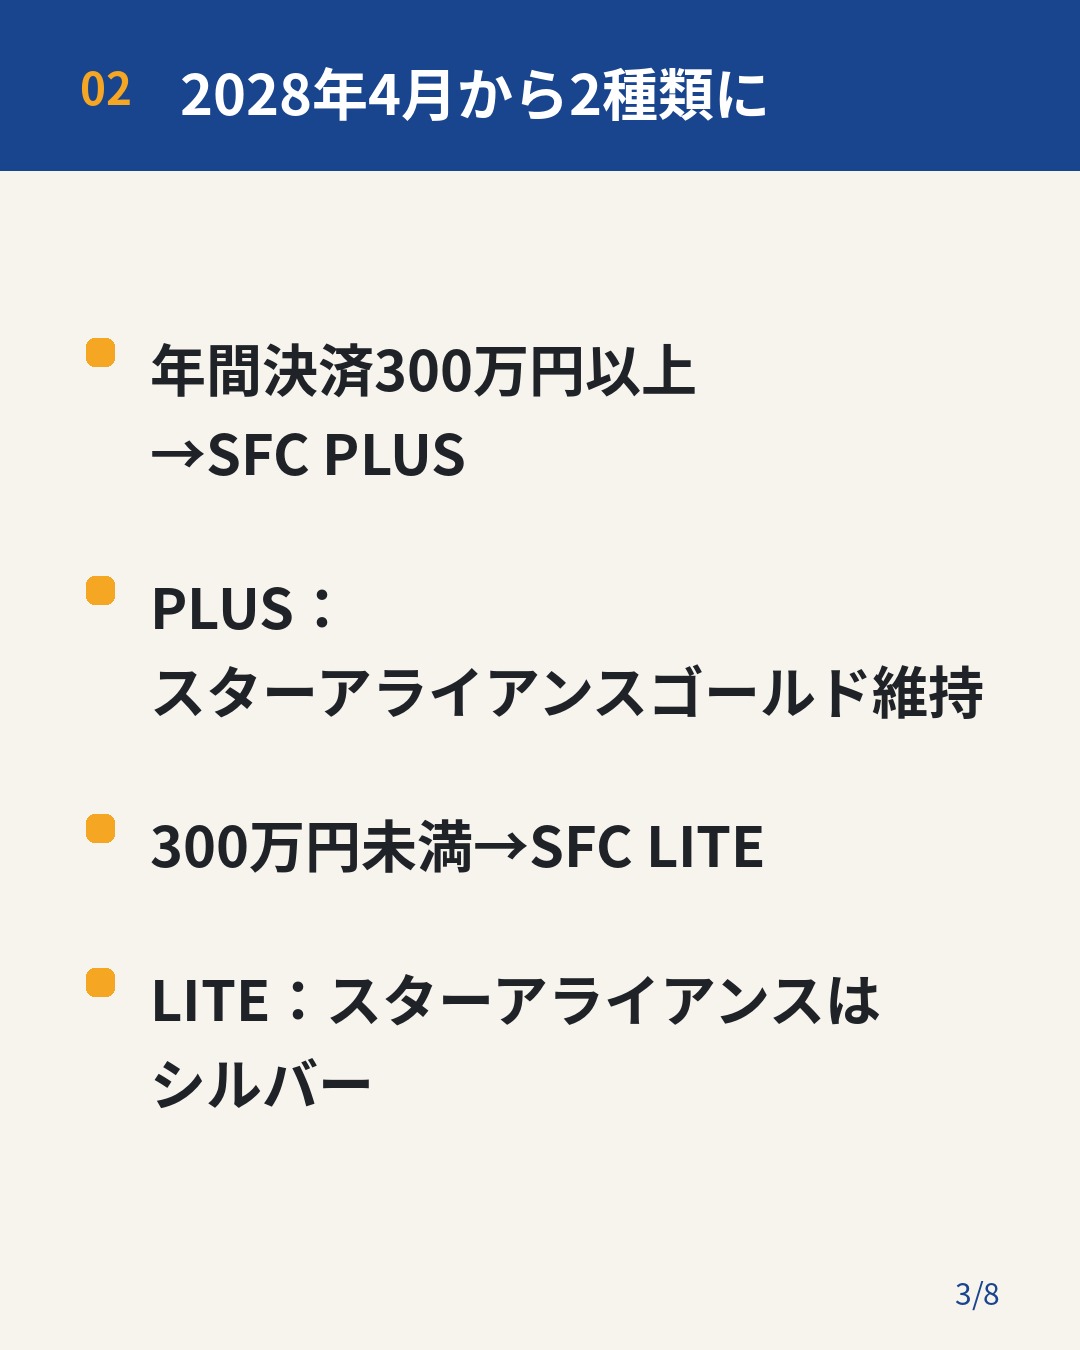 02 2028年4月から2種類に
年間決済300万円以上
→SFC PLUS
PLUS：
スターアライアンスゴールド維持
300万円未満→SFC LITE
LITE：スターアライアンスは
シルバー
3/8